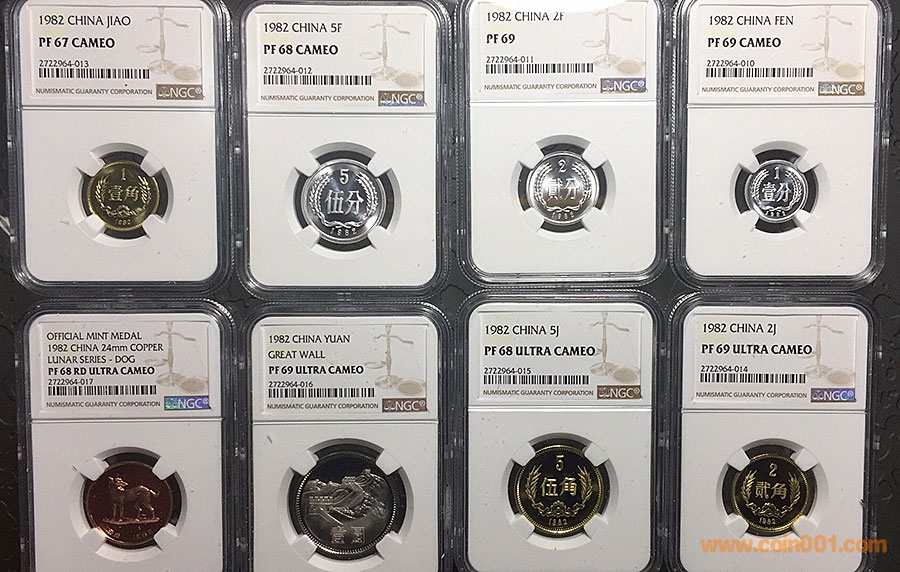 1982 CHINA JIAO
PF 67 CAMEO
2722964-013
NUMISMATIC GUARANTY CORPORATION
NGC
1
壹角
1982
1982 CHINA 5F
PF 68 CAMEO
2722964-012
NUMISMATIC GUARANTY CORPORATION
NGC
5
伍分
1982
1982 CHINA 2F
PF 69
2722964-011
NUMISMATIC GUARANTY CORPORATION
NGC
2
贰分
1982
1982 CHINA FEN
PF 69 CAMEO
2722964-010
NUMISMATIC GUARANTY CORPORATION
NGC
1
壹分
1982
OFFICIAL MINT MEDAL
1982 CHINA 24mm COPPER
LUNAR SERIES - DOG
PF 68 RD ULTRA CAMEO
2722964-017
NUMISMATIC GUARANTY CORPORATION
NGC
1982 CHINA YUAN
GREAT WALL
PF 69 ULTRA CAMEO
2722964-016
NUMISMATIC GUARANTY CORPORATION
NGC
壹圆
1982 CHINA 5J
PF 68 ULTRA CAMEO
2722964-015
NUMISMATIC GUARANTY CORPORATION
NGC
5
伍角
1982
1982 CHINA 2J
PF 69 ULTRA CAMEO
2722964-014
NUMISMATIC GUARANTY CORPORATION
NGC
2
贰角
1982
www.coin001.com